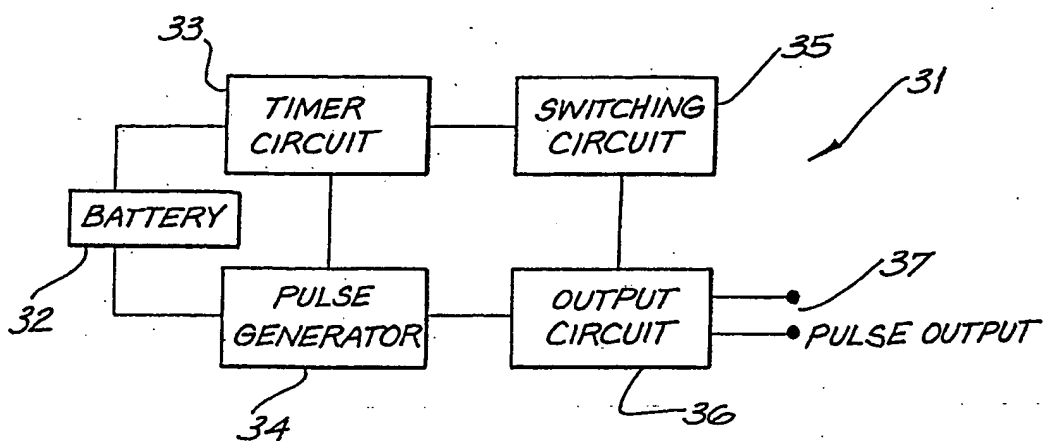 33
35
31
TIMER
CIRCUIT
SWITCHING
CIRCUIT
BATTERY
32
PULSE
GENERATOR
OUTPUT
CIRCUIT
37
PULSE OUTPUT
34
36